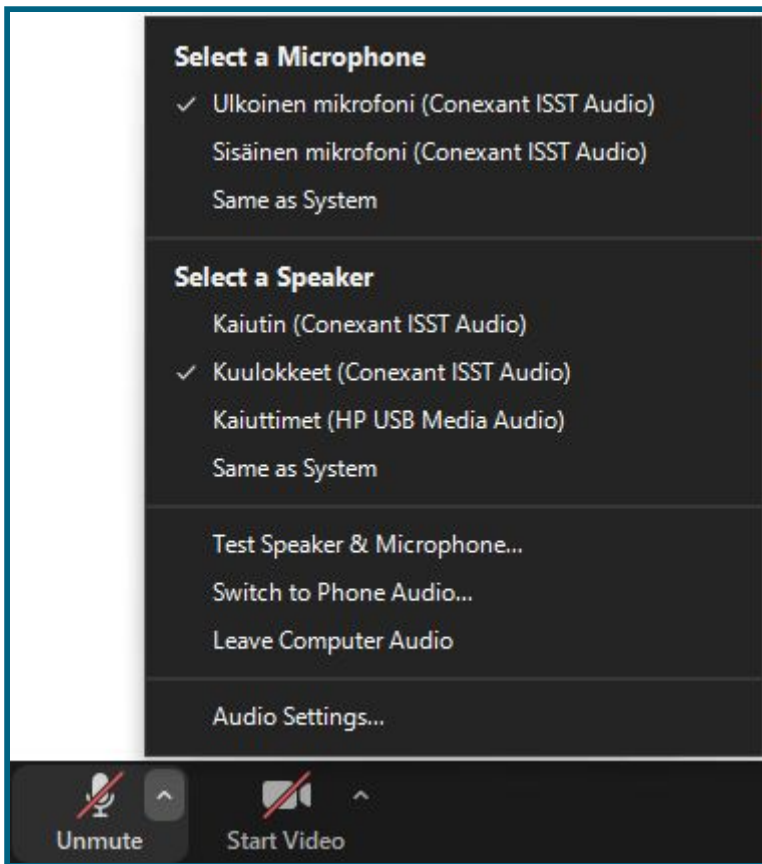 Select a Microphone
Ulkoinen mikrofoni (Conexant ISST Audio)
Sisäinen mikrofoni (Conexant ISST Audio)
Same as System
Select a Speaker
Kaiutin (Conexant ISST Audio)
Kuulokkeet (Conexant ISST Audio)
Kaiuttimet (HP USB Media Audio)
Same as System
Test Speaker & Microphone...
Switch to Phone Audio...
Leave Computer Audio
Audio Settings...
Unmute
Start Video